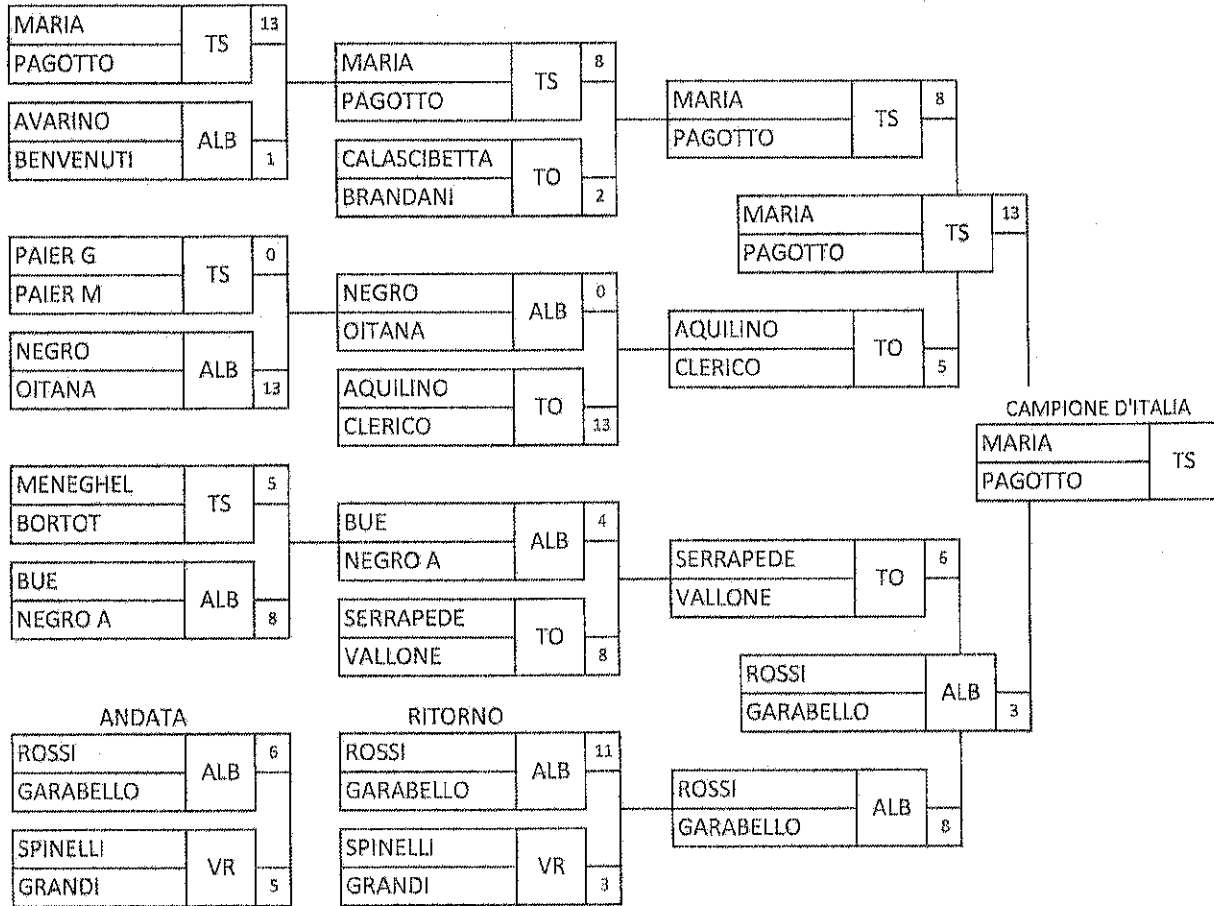 MARIA
PAGOTTO
TS
13
AVARINO
BENVENUTI
ALB
1
PAIER G
PAIER M
TS
0
NEGRO
OITANA
ALB
13
MENEGHEL
BORTOT
TS
5
BUE
NEGRO A
ALB
8
ANDATA
ROSSI
GARABELLO
ALB
6
SPINELLI
GRANDI
VR
5
MARIA
PAGOTTO
TS
8
CALASCIBETTA
BRANDANI
TO
2
NEGRO
OITANA
ALB
0
AQUILINO
CLERICO
TO
13
BUE
NEGRO A
ALB
4
SERRAPEDE
VALLONE
TO
8
RITORNO
ROSSI
GARABELLO
ALB
11
SPINELLI
GRANDI
VR
3
MARIA
PAGOTTO
TS
8
AQUILINO
CLERICO
TO
5
SERRAPEDE
VALLONE
TO
6
ROSSI
GARABELLO
ALB
8
MARIA
PAGOTTO
TS
13
ROSSI
GARABELLO
ALB
3
CAMPIONE D'ITALIA
MARIA
PAGOTTO
TS